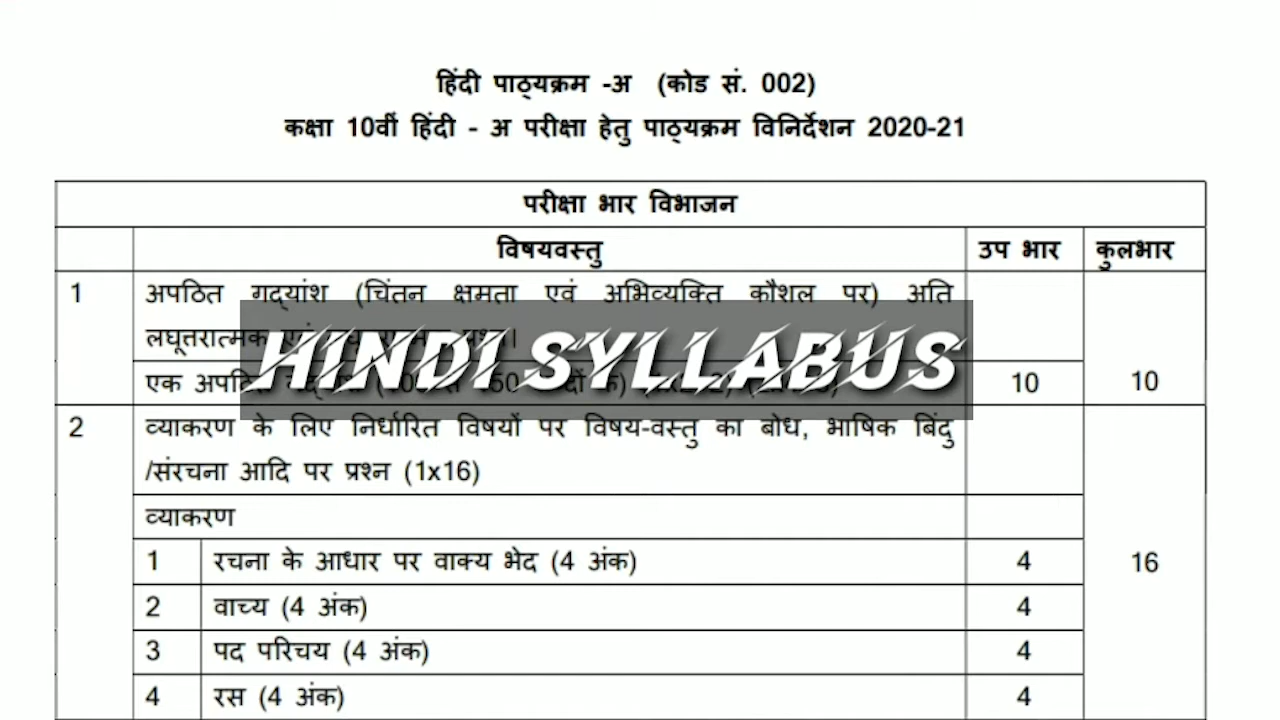 हिंदी पाठ्यक्रम -अ (कोड सं. 002)
कक्षा 10वीं हिंदी - अ परीक्षा हेतु पाठ्यक्रम विनिर्देशन 2020-21
परीक्षा भार विभाजन
विषयवस्तु उप भार कुलभार
1 अपठित गद्यांश (चिंतन क्षमता एवं अभिव्यक्ति कौशल पर) अति
लघूत्तरात्मक
HINDI SYLLABUS
एक 10 10
2 व्याकरण के लिए निर्धारित विषयों पर विषय-वस्तु का बोध, भाषिक बिंदु
/संरचना आदि पर प्रश्न (1x16)
व्याकरण
1 रचना के आधार पर वाक्य भेद (4 अंक) 4 16
2 वाच्य (4 अंक) 4
3 पद परिचय (4 अंक) 4
4 रस (4 अंक) 4